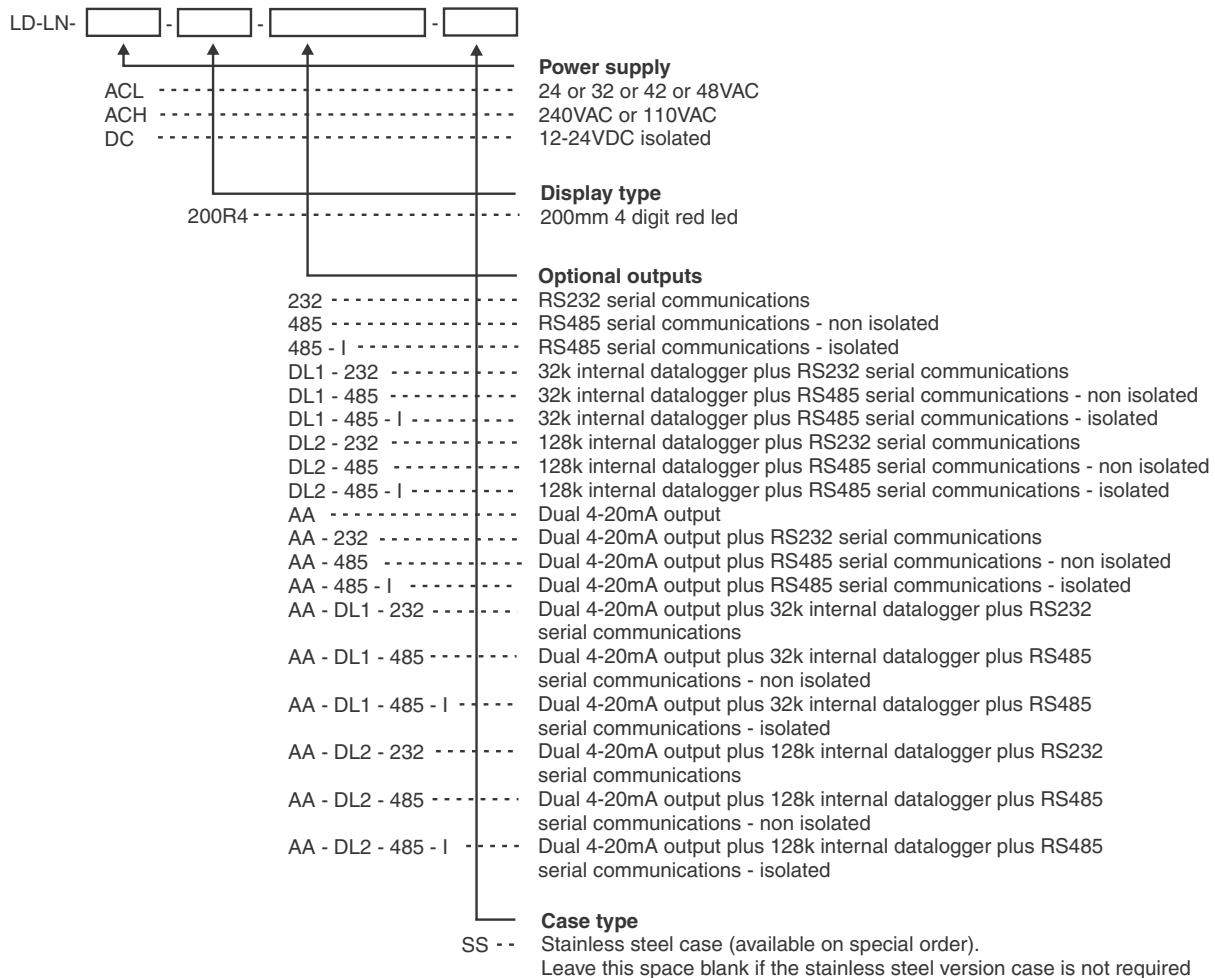 LD-LN- - - -
Power supply
ACL 24 or 32 or 42 or 48VAC
ACH 240VAC or 110VAC
DC 12-24VDC isolated
Display type
200R4 200mm 4 digit red led
Optional outputs
232 RS232 serial communications
485 RS485 serial communications - non isolated
485 - I RS485 serial communications - isolated
DL1 - 232 32k internal datalogger plus RS232 serial communications
DL1 - 485 32k internal datalogger plus RS485 serial communications - non isolated
DL1 - 485 - I 32k internal datalogger plus RS485 serial communications - isolated
DL2 - 232 128k internal datalogger plus RS232 serial communications
DL2 - 485 128k internal datalogger plus RS485 serial communications - non isolated
DL2 - 485 - I 128k internal datalogger plus RS485 serial communications - isolated
AA Dual 4-20mA output
AA - 232 Dual 4-20mA output plus RS232 serial communications
AA - 485 Dual 4-20mA output plus RS485 serial communications - non isolated
AA - 485 - I Dual 4-20mA output plus RS485 serial communications - isolated
AA - DL1 - 232 Dual 4-20mA output plus 32k internal datalogger plus RS232
serial communications
AA - DL1 - 485 Dual 4-20mA output plus 32k internal datalogger plus RS485
serial communications - non isolated
AA - DL1 - 485 - I Dual 4-20mA output plus 32k internal datalogger plus RS485
serial communications - isolated
AA - DL2 - 232 Dual 4-20mA output plus 128k internal datalogger plus RS232
serial communications
AA - DL2 - 485 Dual 4-20mA output plus 128k internal datalogger plus RS485
serial communications - non isolated
AA - DL2 - 485 - I Dual 4-20mA output plus 128k internal datalogger plus RS485
serial communications - isolated
Case type
SS Stainless steel case (available on special order).
Leave this space blank if the stainless steel version case is not required